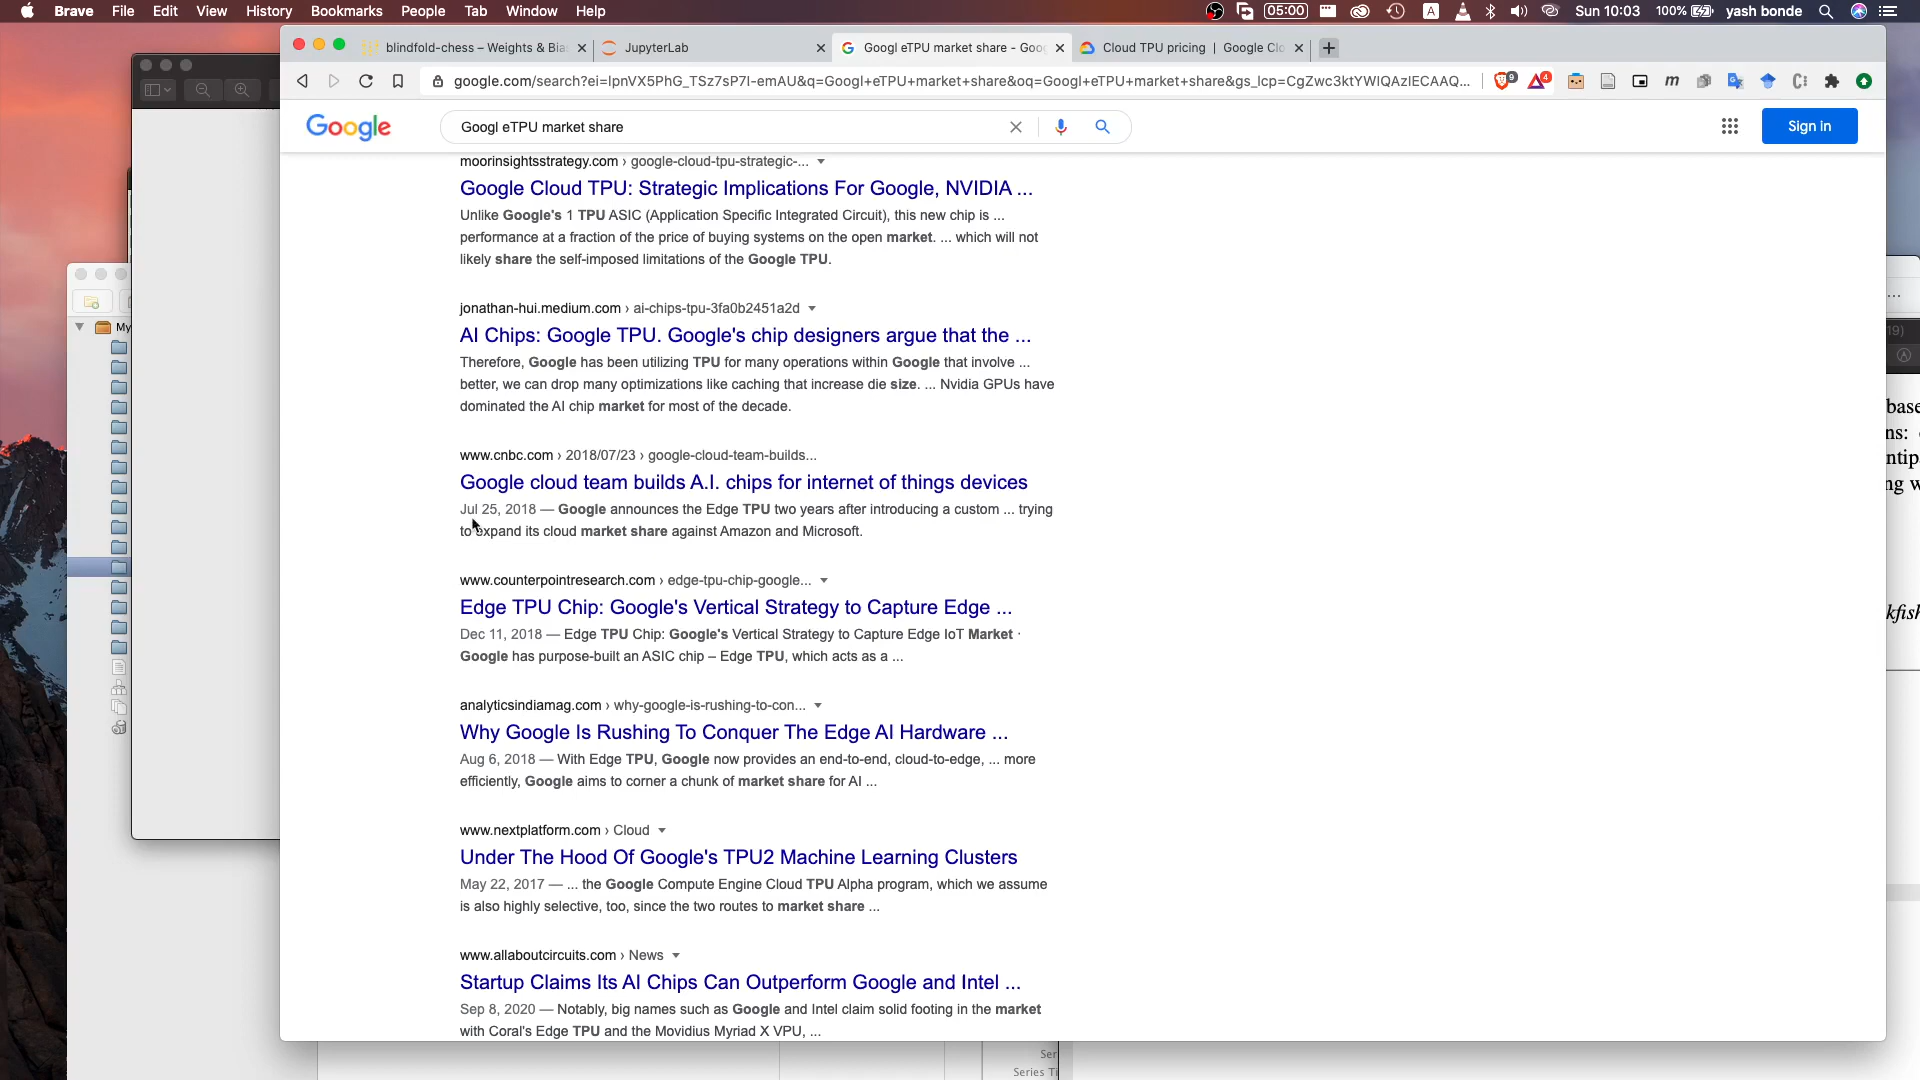 Brave File Edit View History Bookmarks People Tab Window Help 05:00 A Sun 10:03 100% yash bonde
blindfold-chess – Weights & Bia JupyterLab Googl eTPU market share - Goo Cloud TPU pricing | Google Clo
google.com/search?ei=IpnVX5PhG_TSz7sP7I-emAU&q=Googl+eTPU+market+share&oq=Googl+eTPU+market+share&gs_lcp=CgZwc3ktYWIQAzIECAAQ... 9 4
Google Googl eTPU market share Sign in
moorinsightsstrategy.com › google-cloud-tpu-strategic-...
Google Cloud TPU: Strategic Implications For Google, NVIDIA ...
Unlike Google's 1 TPU ASIC (Application Specific Integrated Circuit), this new chip is ...
performance at a fraction of the price of buying systems on the open market. ... which will not
likely share the self-imposed limitations of the Google TPU.
jonathan-hui.medium.com › ai-chips-tpu-3fa0b2451a2d
AI Chips: Google TPU. Google's chip designers argue that the ...
Therefore, Google has been utilizing TPU for many operations within Google that involve ...
better, we can drop many optimizations like caching that increase die size. ... Nvidia GPUs have
dominated the AI chip market for most of the decade.
www.cnbc.com › 2018/07/23 › google-cloud-team-builds...
Google cloud team builds A.I. chips for internet of things devices
Jul 25, 2018 — Google announces the Edge TPU two years after introducing a custom ... trying
to expand its cloud market share against Amazon and Microsoft.
www.counterpointresearch.com › edge-tpu-chip-google...
Edge TPU Chip: Google's Vertical Strategy to Capture Edge ...
Dec 11, 2018 — Edge TPU Chip: Google's Vertical Strategy to Capture Edge IoT Market ·
Google has purpose-built an ASIC chip – Edge TPU, which acts as a ...
analyticsindiamag.com › why-google-is-rushing-to-con...
Why Google Is Rushing To Conquer The Edge AI Hardware ...
Aug 6, 2018 — With Edge TPU, Google now provides an end-to-end, cloud-to-edge, ... more
efficiently, Google aims to corner a chunk of market share for AI ...
www.nextplatform.com › Cloud
Under The Hood Of Google's TPU2 Machine Learning Clusters
May 22, 2017 — ... the Google Compute Engine Cloud TPU Alpha program, which we assume
is also highly selective, too, since the two routes to market share ...
www.allaboutcircuits.com › News
Startup Claims Its AI Chips Can Outperform Google and Intel ...
Sep 8, 2020 — Notably, big names such as Google and Intel claim solid footing in the market
with Coral's Edge TPU and the Movidius Myriad X VPU, ...
My
19)
base
ns:
ntip
ng w
kfish
Ser
Series Ti